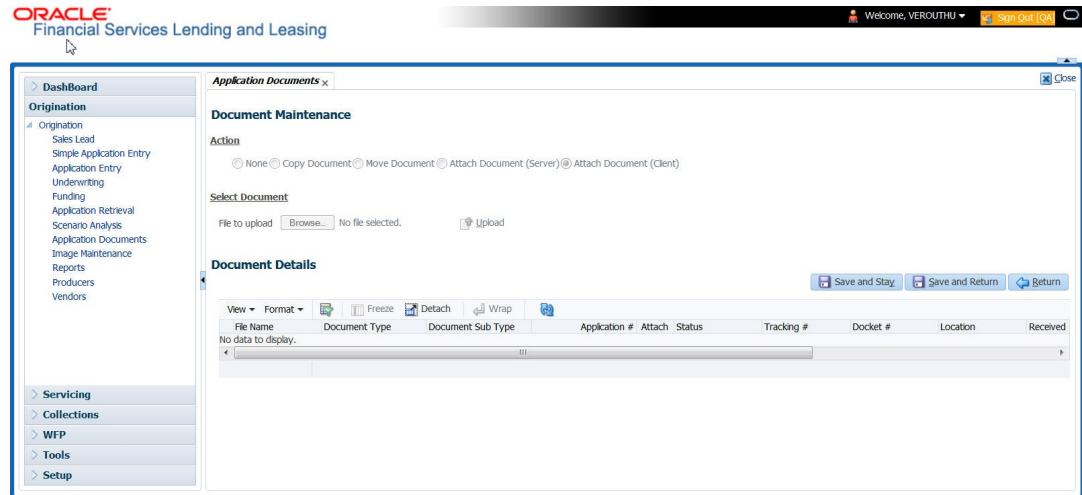 ORACLE'
Financial Services Lending and Leasing
Welcome, VEROUTHU
Sign Out [QA]
DashBoard
Origination
Origination
Sales Lead
Simple Application Entry
Application Entry
Underwriting
Funding
Application Retrieval
Scenario Analysis
Application Documents
Image Maintenance
Reports
Producers
Vendors
Servicing
Collections
WFP
Tools
Setup
Application Documents x
Close
Document Maintenance
Action
None Copy Document Move Document Attach Document (Server) Attach Document (Client)
Select Document
File to upload Browse... No file selected. Upload
Document Details
Save and Stay Save and Return Return
View Format Freeze Detach Wrap
File Name Document Type Document Sub Type Application # Attach Status Tracking # Docket # Location Received
No data to display.